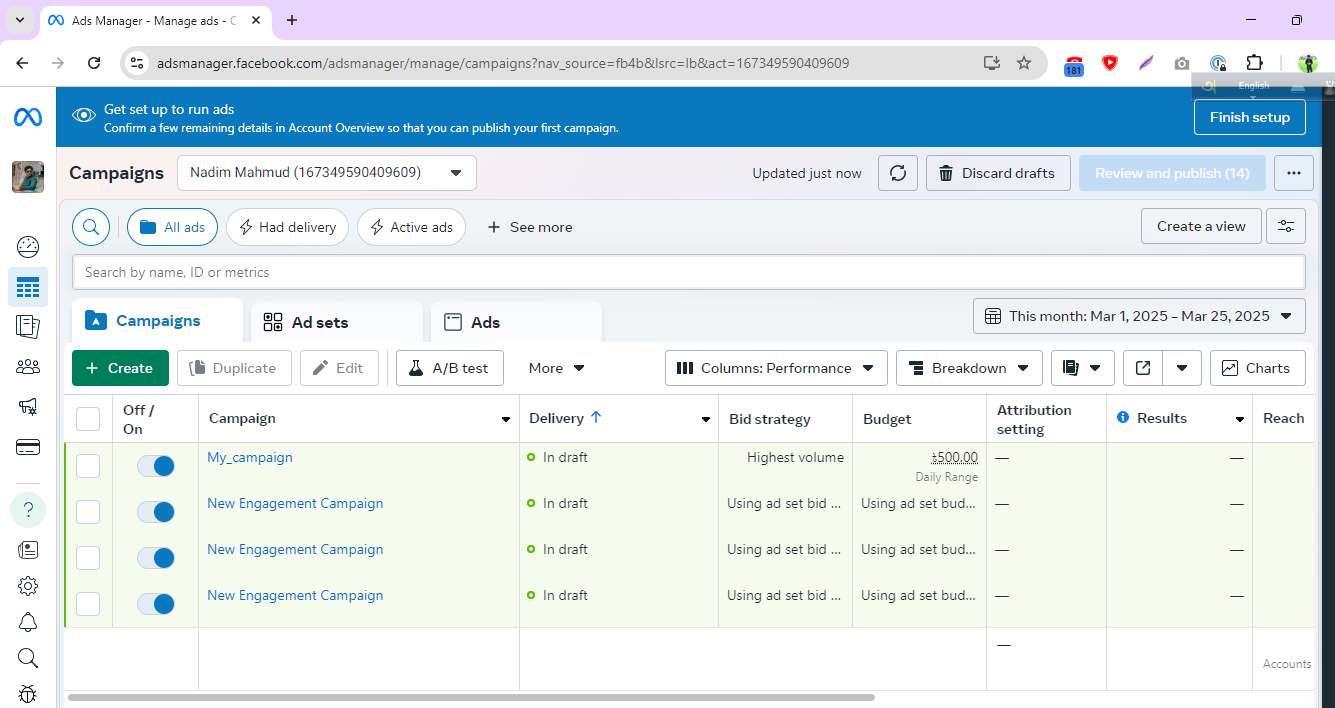 Ads Manager - Manage ads - C
adsmanager.facebook.com/adsmanager/manage/campaigns?nav_source=fb4b&lsrc=lb&act=167349590409609
181
English
Get set up to run ads
Confirm a few remaining details in Account Overview so that you can publish your first campaign.
Finish setup
Campaigns
Nadim Mahmud (167349590409609)
Updated just now
Discard drafts
Review and publish (14)
All ads
Had delivery
Active ads
See more
Create a view
Search by name, ID or metrics
Campaigns
Ad sets
Ads
This month: Mar 1, 2025 – Mar 25, 2025
Create
Duplicate
Edit
A/B test
More
Columns: Performance
Breakdown
Charts
Off /
On
Campaign
Delivery
Bid strategy
Budget
Attribution
setting
Results
Reach
My_campaign
In draft
Highest volume
৳500.00
Daily Range
—
—
New Engagement Campaign
In draft
Using ad set bid ...
Using ad set bud...
—
—
New Engagement Campaign
In draft
Using ad set bid ...
Using ad set bud...
—
—
New Engagement Campaign
In draft
Using ad set bid ...
Using ad set bud...
—
—
—
Accounts